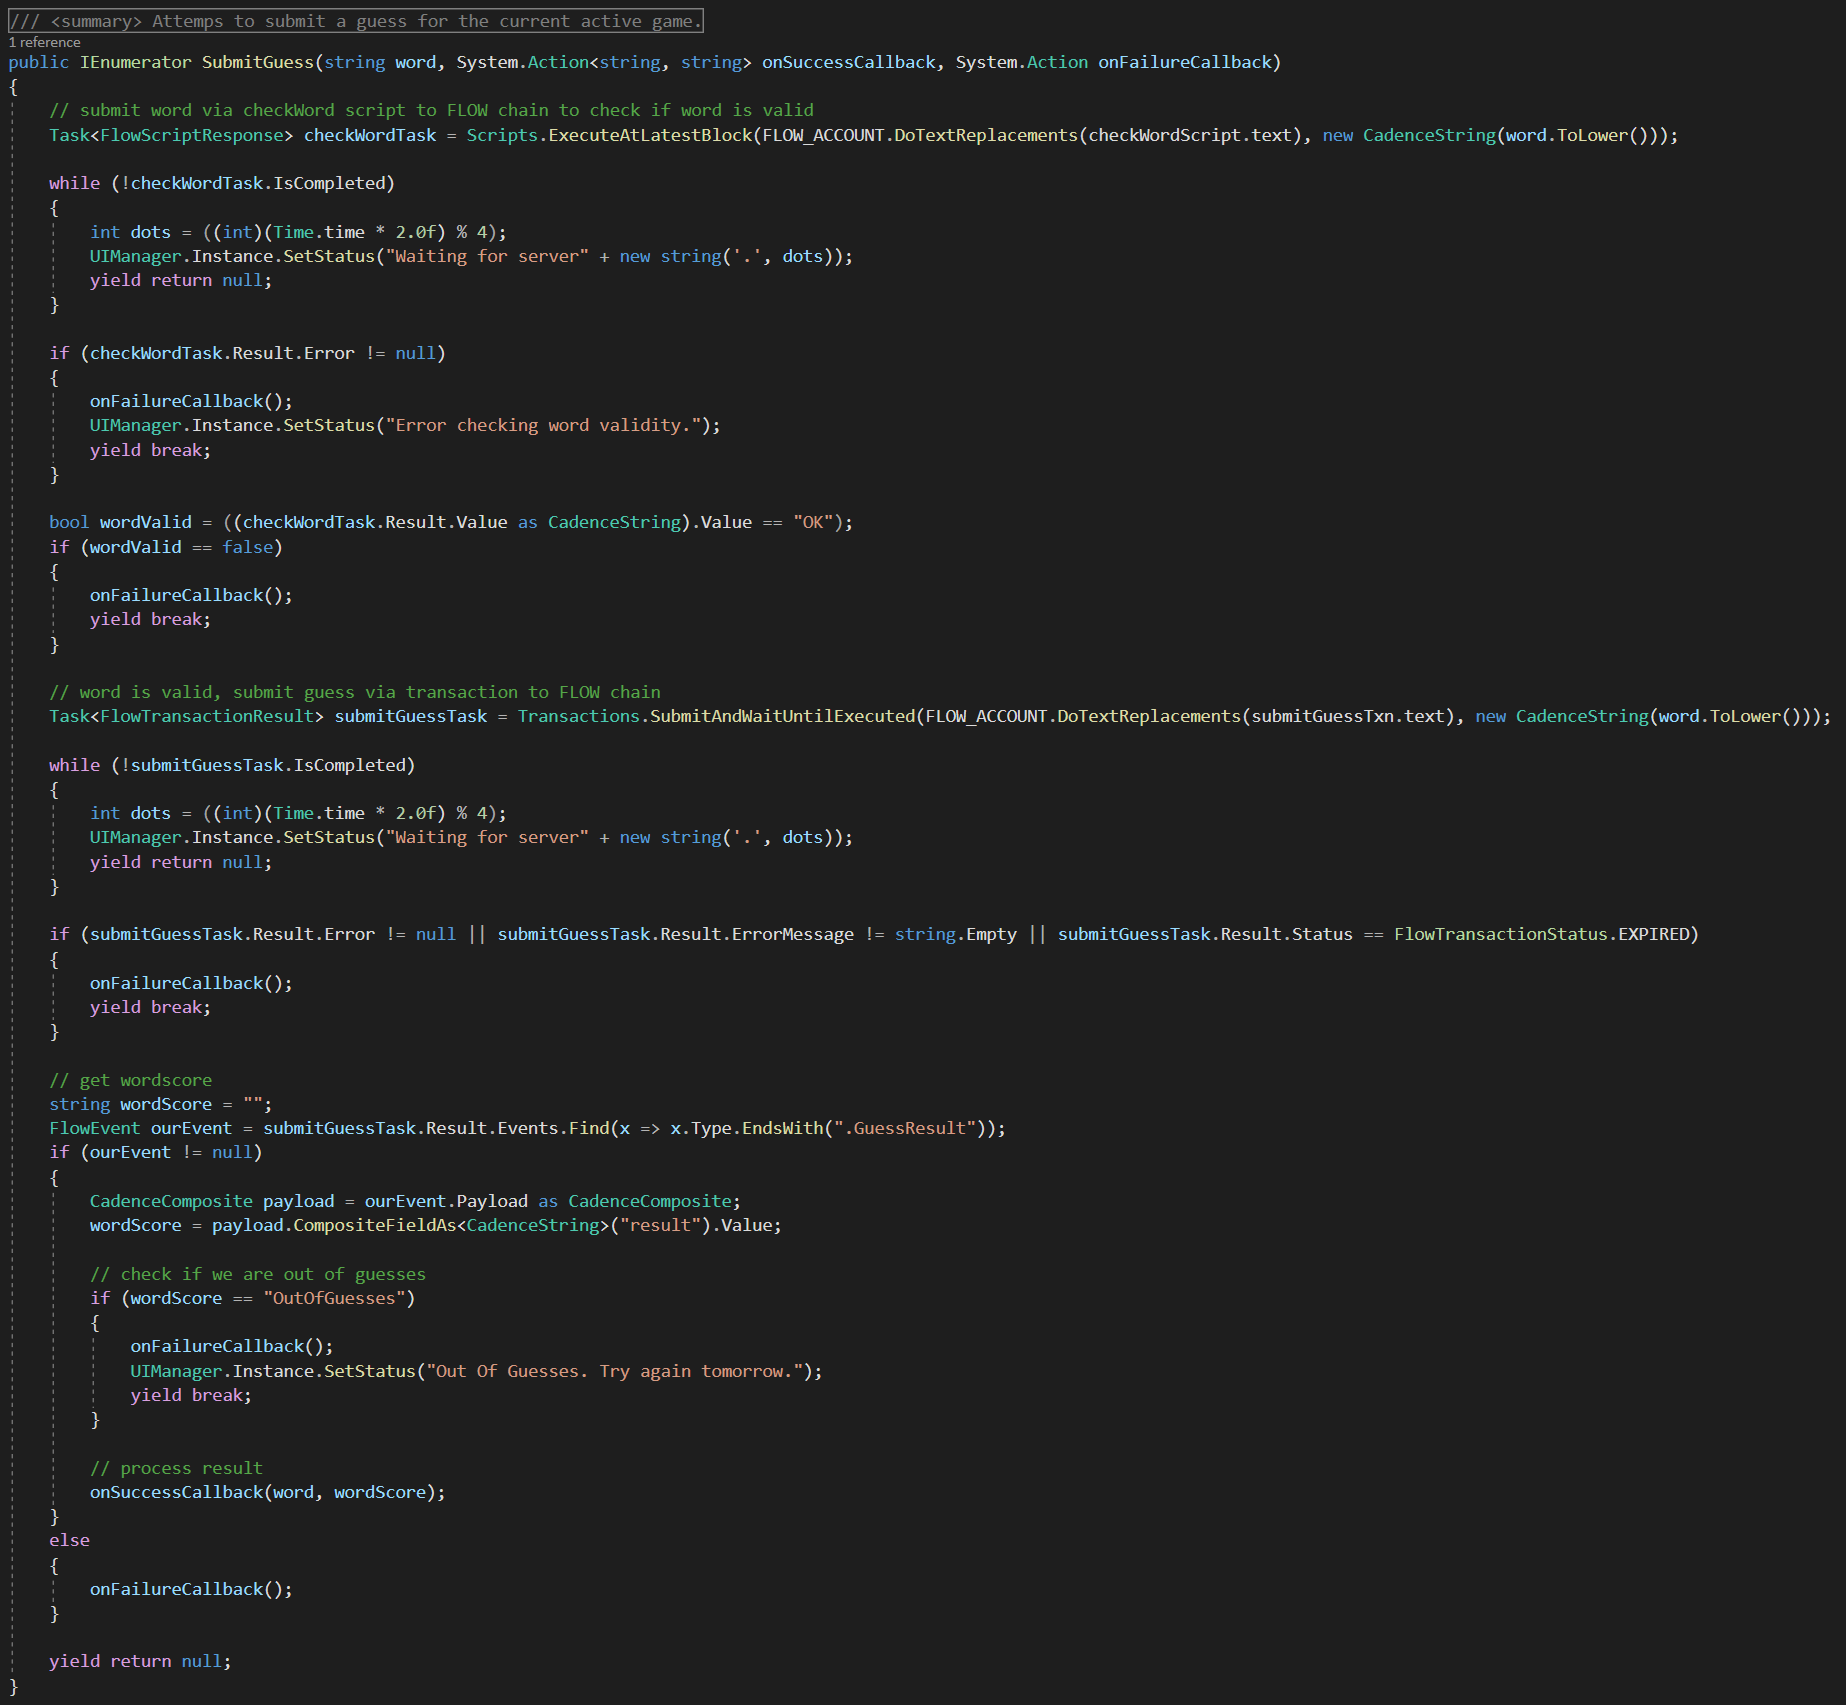 /// <summary> Attemps to submit a guess for the current active game.
1 reference
public IEnumerator SubmitGuess(string word, System.Action<string, string> onSuccessCallback, System.Action onFailureCallback)
{
    // submit word via checkWord script to FLOW chain to check if word is valid
    Task<FlowScriptResponse> checkWordTask = Scripts.ExecuteAtLatestBlock(FLOW_ACCOUNT.DoTextReplacements(checkWordScript.text), new CadenceString(word.ToLower()));

    while (!checkWordTask.IsCompleted)
    {
        int dots = ((int)(Time.time * 2.0f) % 4);
        UIManager.Instance.SetStatus("Waiting for server" + new string('.', dots));
        yield return null;
    }

    if (checkWordTask.Result.Error != null)
    {
        onFailureCallback();
        UIManager.Instance.SetStatus("Error checking word validity.");
        yield break;
    }

    bool wordValid = ((checkWordTask.Result.Value as CadenceString).Value == "OK");
    if (wordValid == false)
    {
        onFailureCallback();
        yield break;
    }

    // word is valid, submit guess via transaction to FLOW chain
    Task<FlowTransactionResult> submitGuessTask = Transactions.SubmitAndWaitUntilExecuted(FLOW_ACCOUNT.DoTextReplacements(submitGuessTxn.text), new CadenceString(word.ToLower()));

    while (!submitGuessTask.IsCompleted)
    {
        int dots = ((int)(Time.time * 2.0f) % 4);
        UIManager.Instance.SetStatus("Waiting for server" + new string('.', dots));
        yield return null;
    }

    if (submitGuessTask.Result.Error != null || submitGuessTask.Result.ErrorMessage != string.Empty || submitGuessTask.Result.Status == FlowTransactionStatus.EXPIRED)
    {
        onFailureCallback();
        yield break;
    }

    // get wordscore
    string wordScore = "";
    FlowEvent ourEvent = submitGuessTask.Result.Events.Find(x => x.Type.EndsWith(".GuessResult"));
    if (ourEvent != null)
    {
        CadenceComposite payload = ourEvent.Payload as CadenceComposite;
        wordScore = payload.CompositeFieldAs<CadenceString>("result").Value;

        // check if we are out of guesses
        if (wordScore == "OutOfGuesses")
        {
            onFailureCallback();
            UIManager.Instance.SetStatus("Out Of Guesses. Try again tomorrow.");
            yield break;
        }

        // process result
        onSuccessCallback(word, wordScore);
    }
    else
    {
        onFailureCallback();
    }

    yield return null;
}